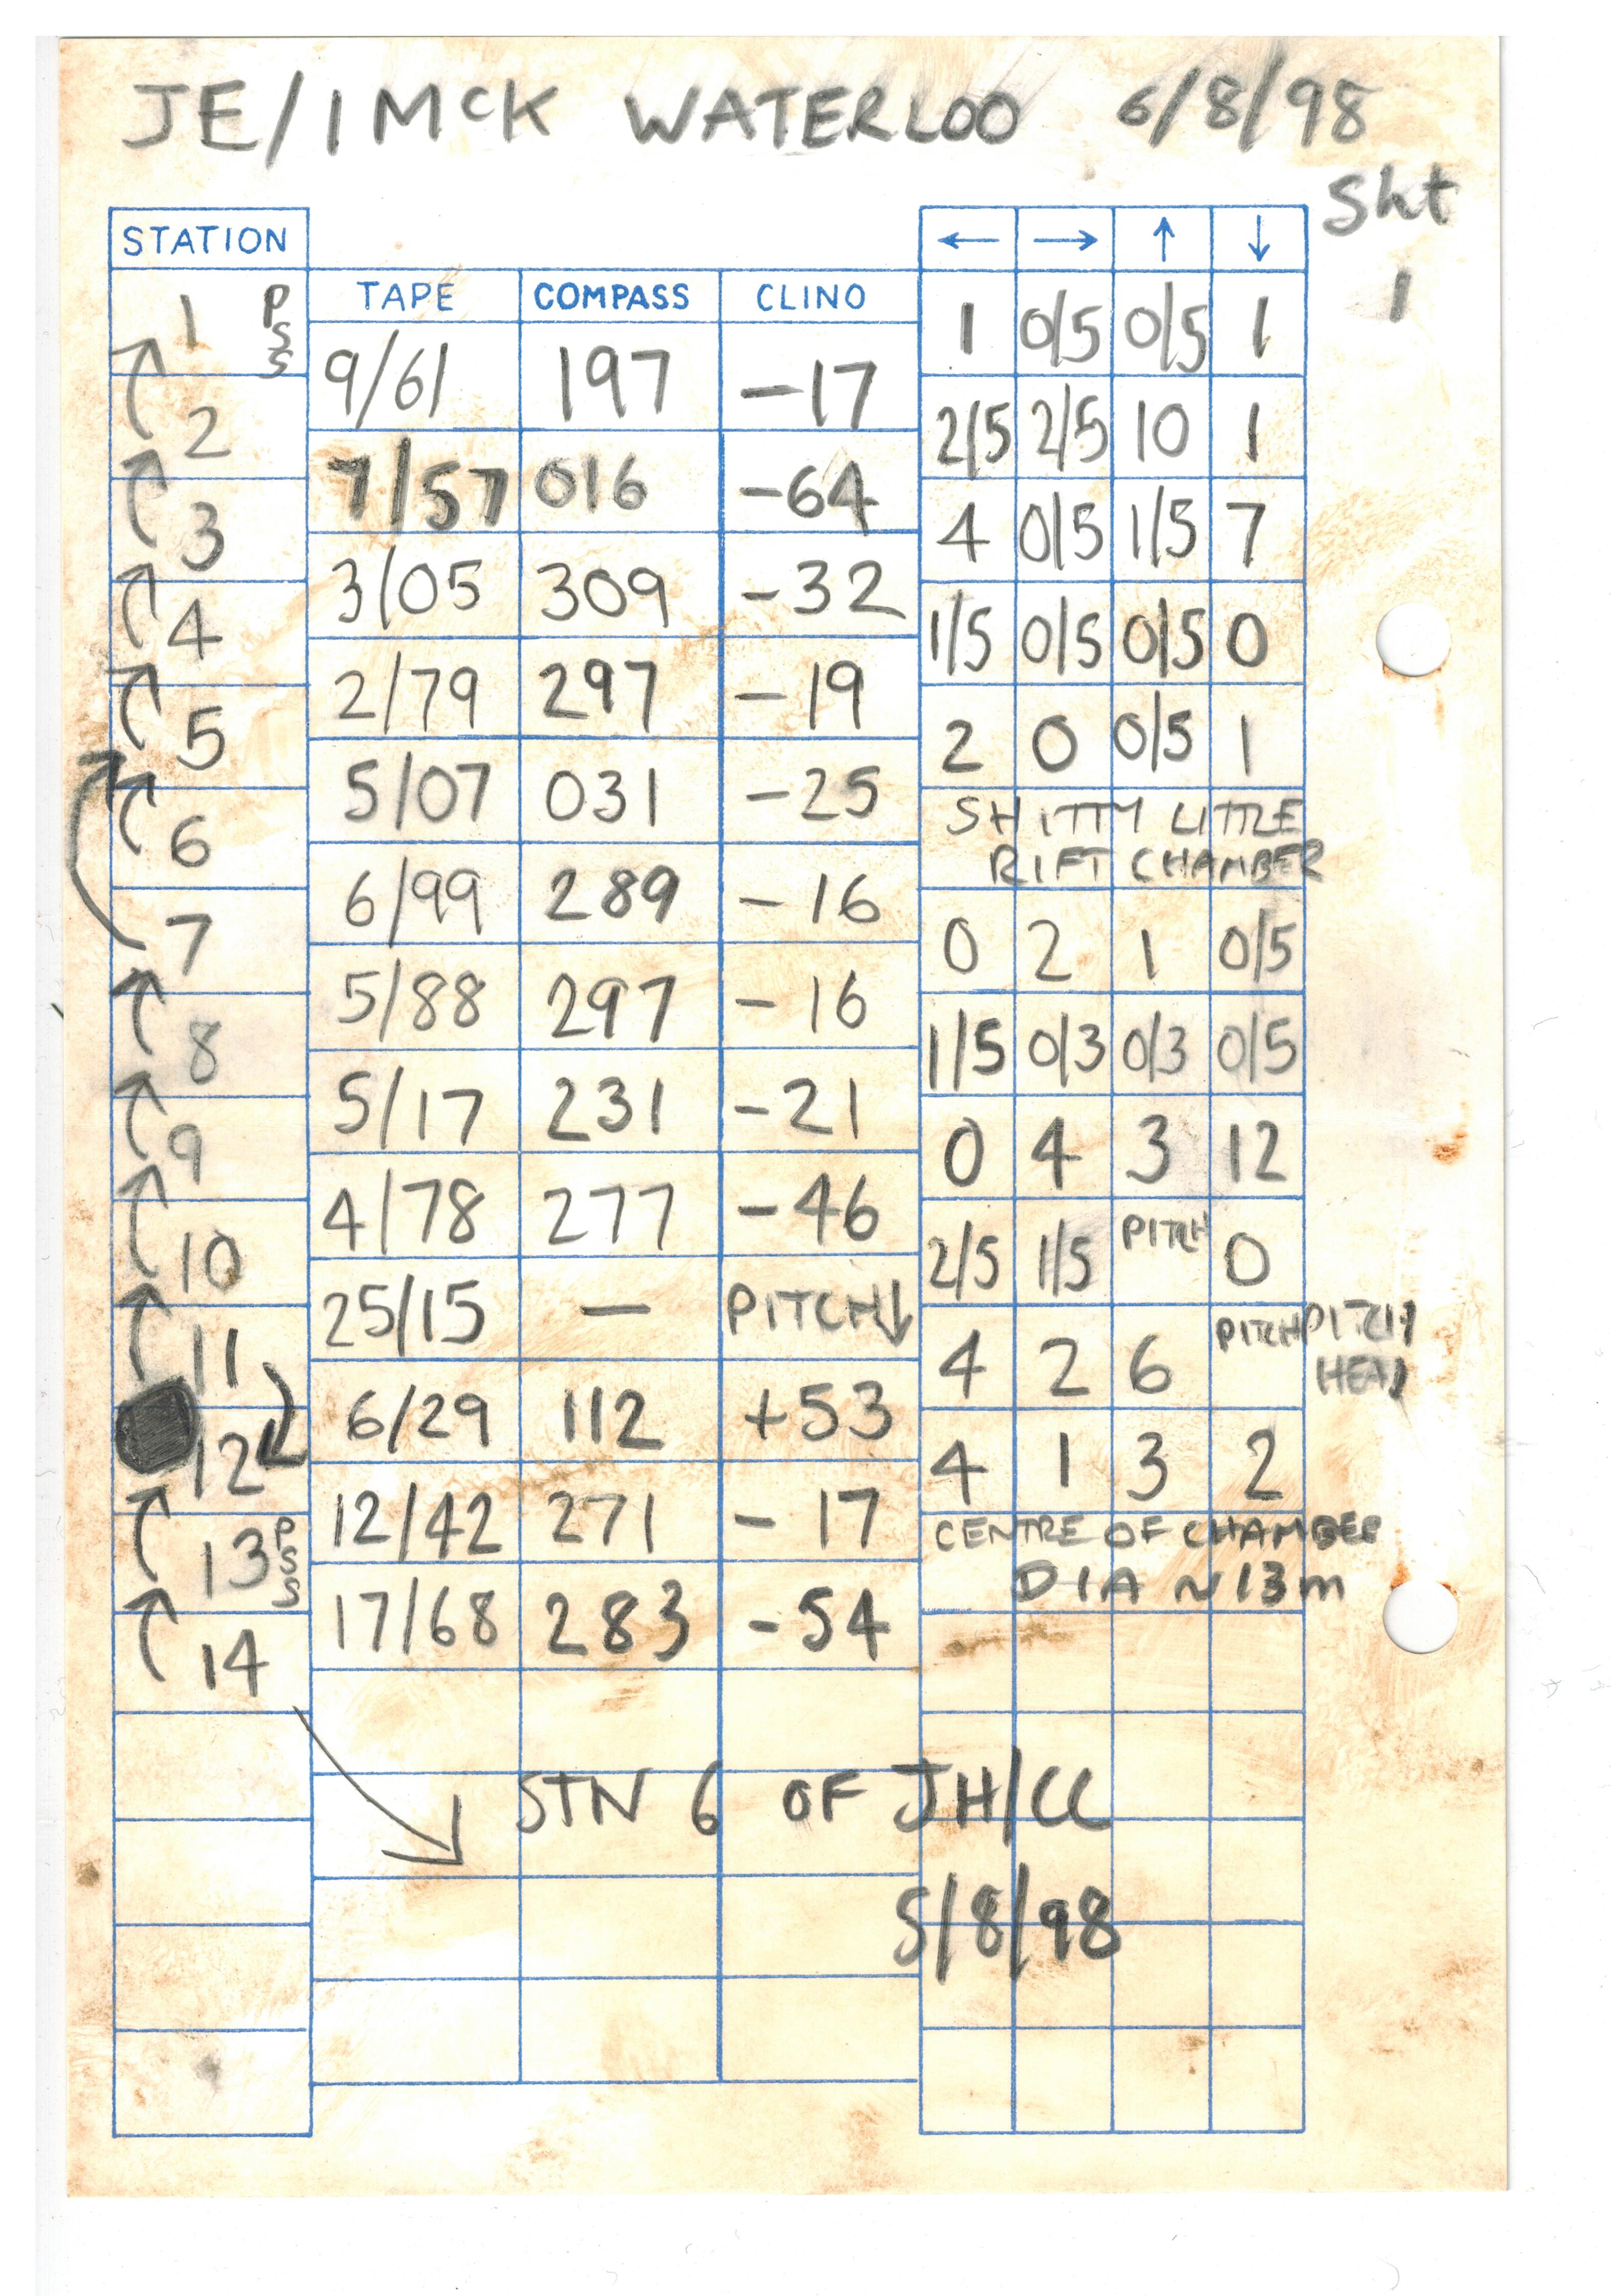 JE/IMcK WATERLOO 6/8/98
Sht
1
STATION ← → ↑ ↓
TAPE COMPASS CLINO
1 PSS 1 0/5 0/5 1
9/61 197 -17
2 2/5 2/5 10 1
7/57 016 -64
3 4 0/5 1/5 7
3/05 309 -32
4 1/5 0/5 0/5 0
2/79 297 -19
5 2 0 0/5 1
5/07 031 -25
6 SHITTY LITTLE
RIFT CHAMBER
6/99 289 -16
7 0 2 1 0/5
5/88 297 -16
8 1/5 0/3 0/3 0/5
5/17 231 -21
9 0 4 3 12
4/78 277 -46
10 2/5 1/5 PITCH 0
25/15 — PITCH↓
11 4 2 6 PITCH PITCH
HEAD
6/29 112 +53
12 4 1 3 2
12/42 271 -17
13 PSS CENTRE OF CHAMBER
DIA ~13m
17/68 283 -54
14
→ STN 6 OF JH/CC
5/8/98